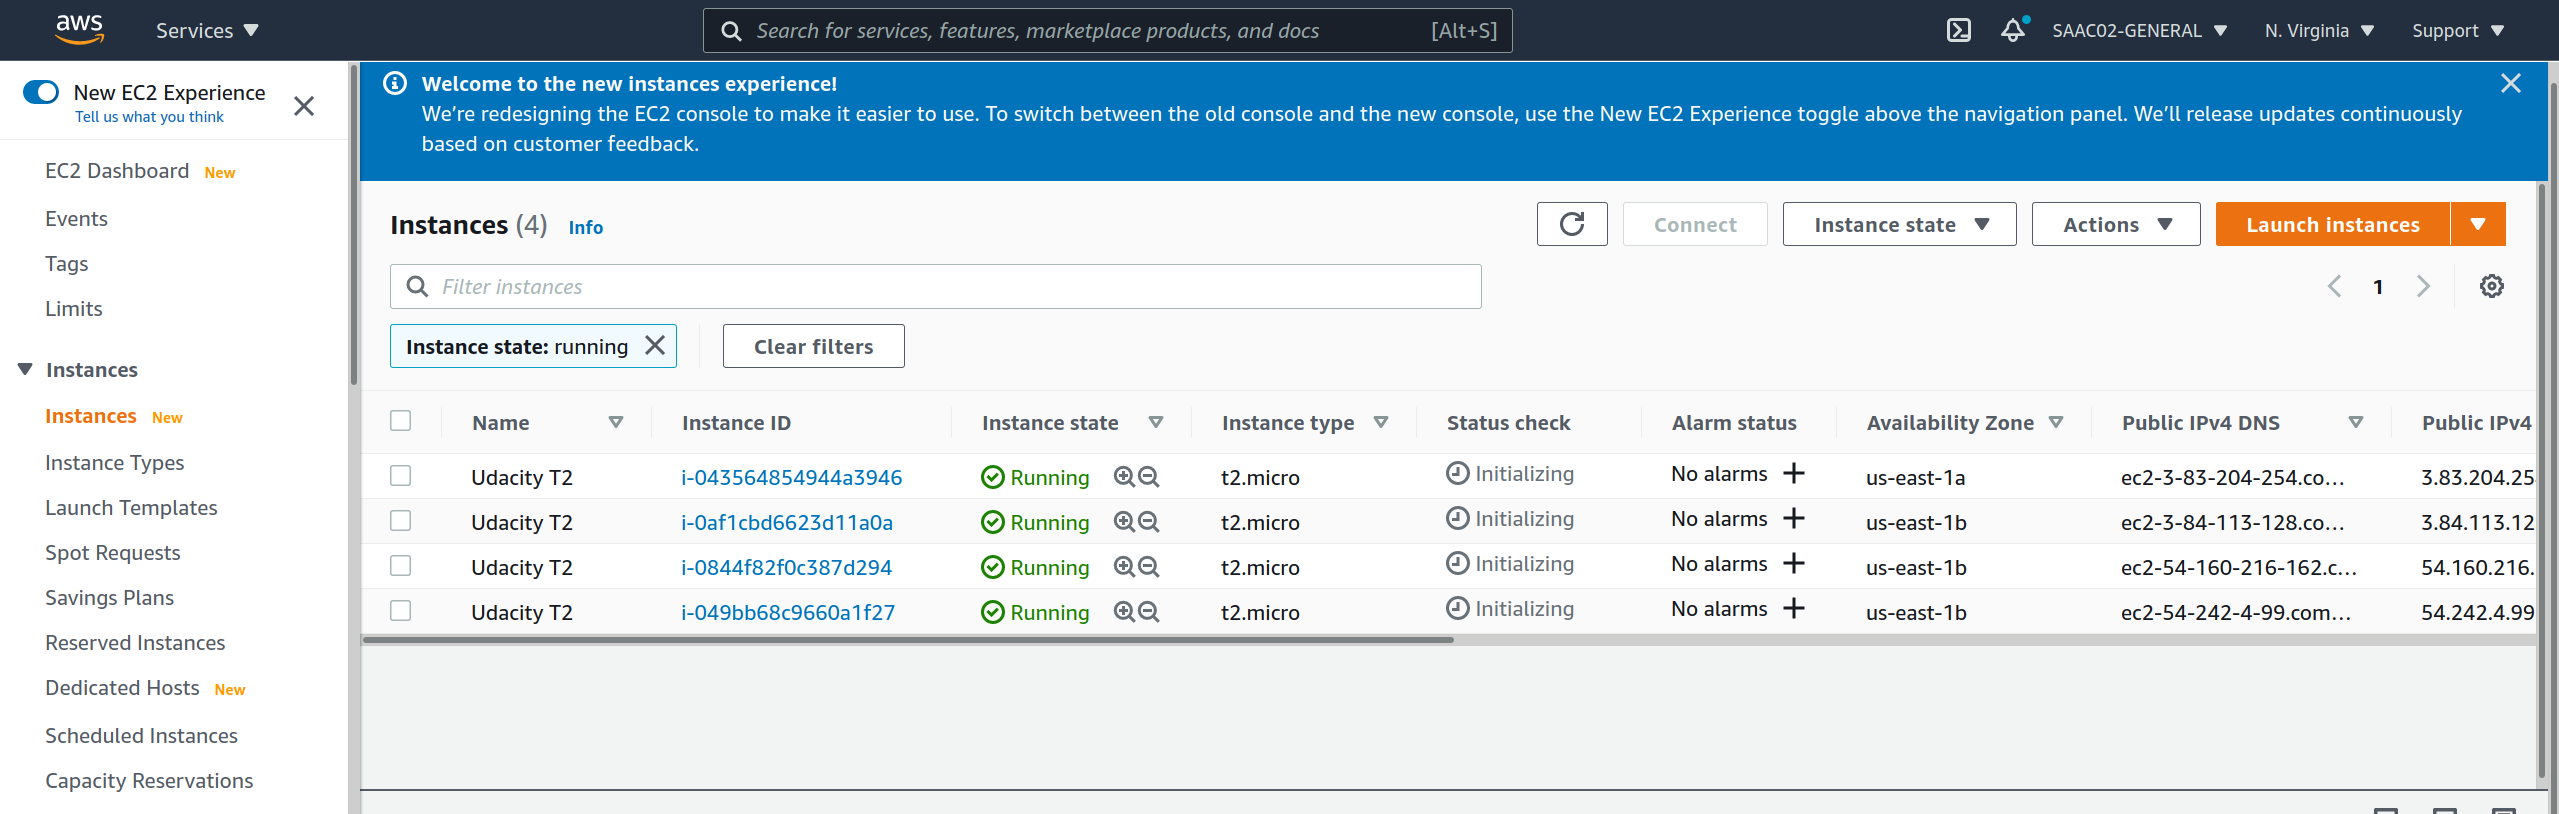 aws
Services
Search for services, features, marketplace products, and docs [Alt+S]
SAAC02-GENERAL
N. Virginia
Support
New EC2 Experience
Tell us what you think
EC2 Dashboard New
Events
Tags
Limits
Instances
Instances New
Instance Types
Launch Templates
Spot Requests
Savings Plans
Reserved Instances
Dedicated Hosts New
Scheduled Instances
Capacity Reservations
Welcome to the new instances experience!
We're redesigning the EC2 console to make it easier to use. To switch between the old console and the new console, use the New EC2 Experience toggle above the navigation panel. We'll release updates continuously
based on customer feedback.
Instances (4) Info
Connect
Instance state
Actions
Launch instances
Filter instances
1
Instance state: running
Clear filters
Name Instance ID Instance state Instance type Status check Alarm status Availability Zone Public IPv4 DNS Public IPv4
Udacity T2 i-043564854944a3946 Running t2.micro Initializing No alarms + us-east-1a ec2-3-83-204-254.co... 3.83.204.25
Udacity T2 i-0af1cbd6623d11a0a Running t2.micro Initializing No alarms + us-east-1b ec2-3-84-113-128.co... 3.84.113.12
Udacity T2 i-0844f82f0c387d294 Running t2.micro Initializing No alarms + us-east-1b ec2-54-160-216-162.c... 54.160.216.
Udacity T2 i-049bb68c9660a1f27 Running t2.micro Initializing No alarms + us-east-1b ec2-54-242-4-99.com... 54.242.4.99